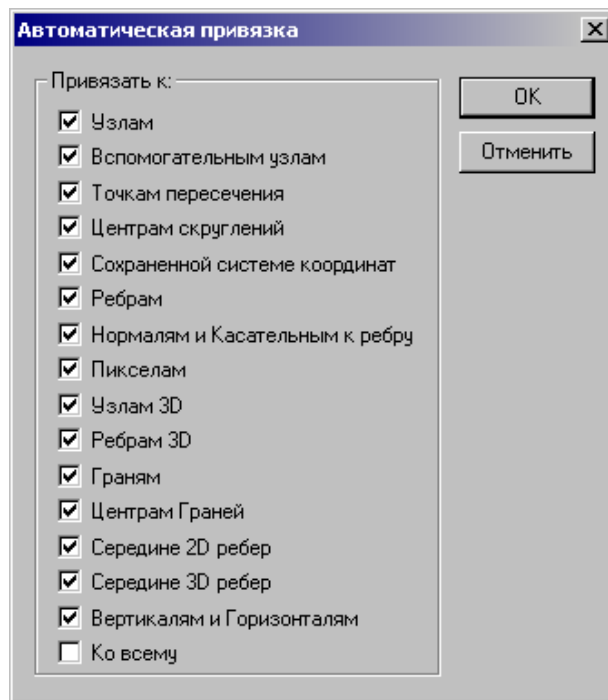 Автоматическая привязка
Привязать к:
Узлам
Вспомогательным узлам
Точкам пересечения
Центрам скруглений
Сохраненной системе координат
Ребрам
Нормалям и Касательным к ребру
Пикселам
Узлам 3D
Ребрам 3D
Граням
Центрам Граней
Середине 2D ребер
Середине 3D ребер
Вертикалям и Горизонталям
Ко всему
OK
Отменить